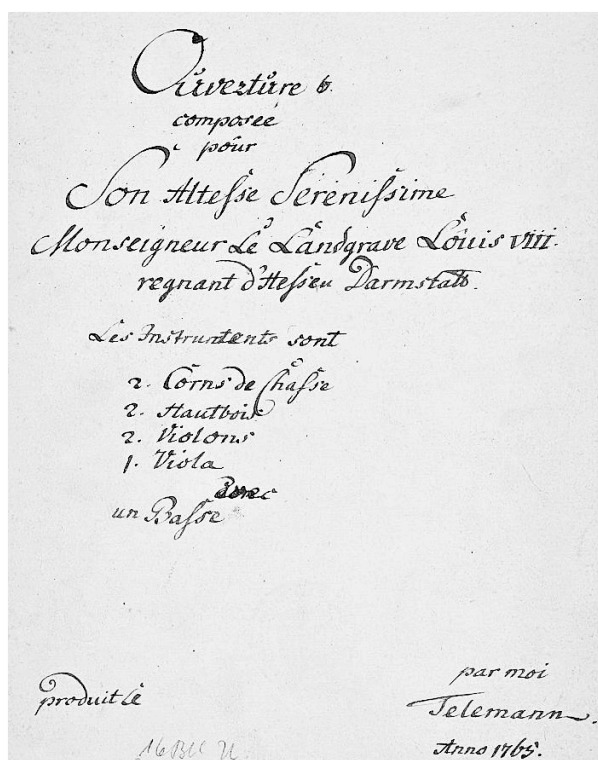 Ouverture
composée
pour
Son Altesse Serenissime
Monseigneur Le Landgrave Louis VIII.
regnant d'Hesseu Darmstatt.
Les Instruments sont
2. Corns de Chasse
2. Hautbois
2. Violons
1. Viola
avec
un Basse
par moi
produit le
Telemann.
Anno 1765.